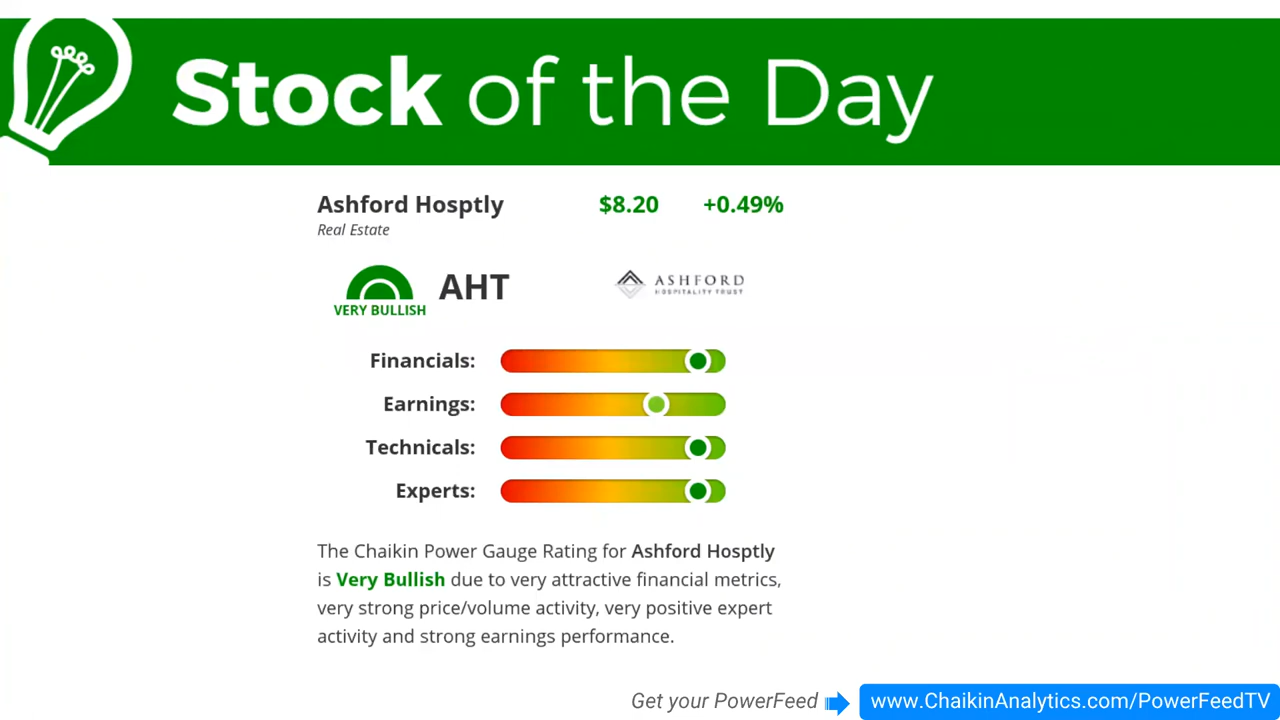 Stock of the Day
Ashford Hosptly $8.20 +0.49%
Real Estate
VERY BULLISH
AHT
ASHFORD
HOSPITALITY TRUST
Financials:
Earnings:
Technicals:
Experts:
The Chaikin Power Gauge Rating for Ashford Hosptly
is Very Bullish due to very attractive financial metrics,
very strong price/volume activity, very positive expert
activity and strong earnings performance.
Get your PowerFeed www.ChaikinAnalytics.com/PowerFeedTV